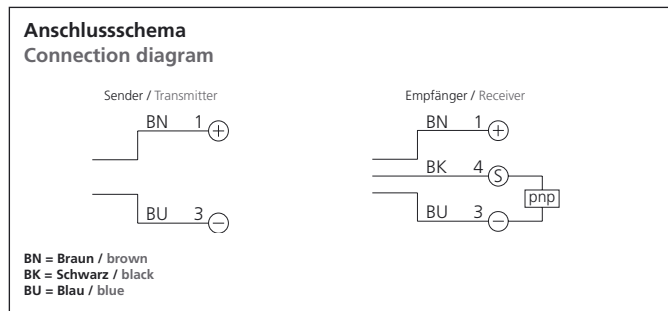 Anschlussschema
Connection diagram
Sender / Transmitter
BN 1 +
BU 3 −
Empfänger / Receiver
BN 1 +
BK 4 S
pnp
BU 3 −
BN = Braun / brown
BK = Schwarz / black
BU = Blau / blue